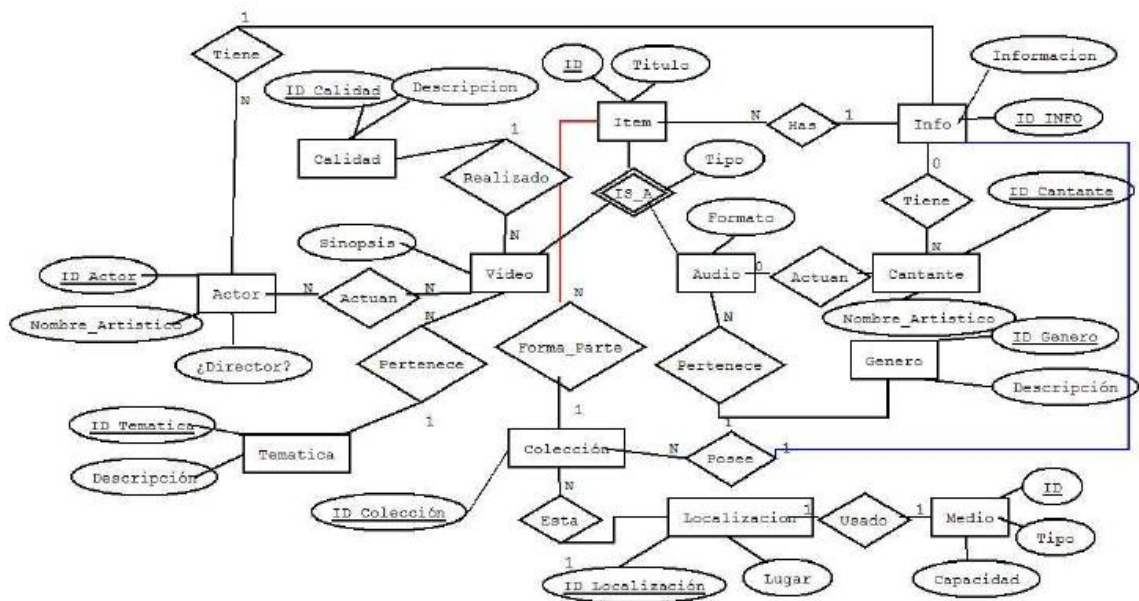 1
Tiene
N
ID Calidad
Descripcion
ID
Titulo
Informacion
Item
N
Has
1
Info
ID INFO
Calidad
1
Realizado
N
IS_A
Tipo
0
Tiene
N
ID Cantante
Formato
Sinopsis
Video
Audio
0
Actuan
Cantante
ID Actor
Actor
N
Actuan
N
Nombre_Artistico
Nombre_Artistico
¿Director?
N
Pertenece
1
N
Forma_Parte
1
N
Pertenece
1
Genero
ID Genero
Descripción
ID Tematica
Tematica
Descripción
Colección
N
Posee
1
ID Colección
N
Esta
1
Localizacion
1
Usado
1
Medio
ID
Tipo
ID Localización
Lugar
Capacidad